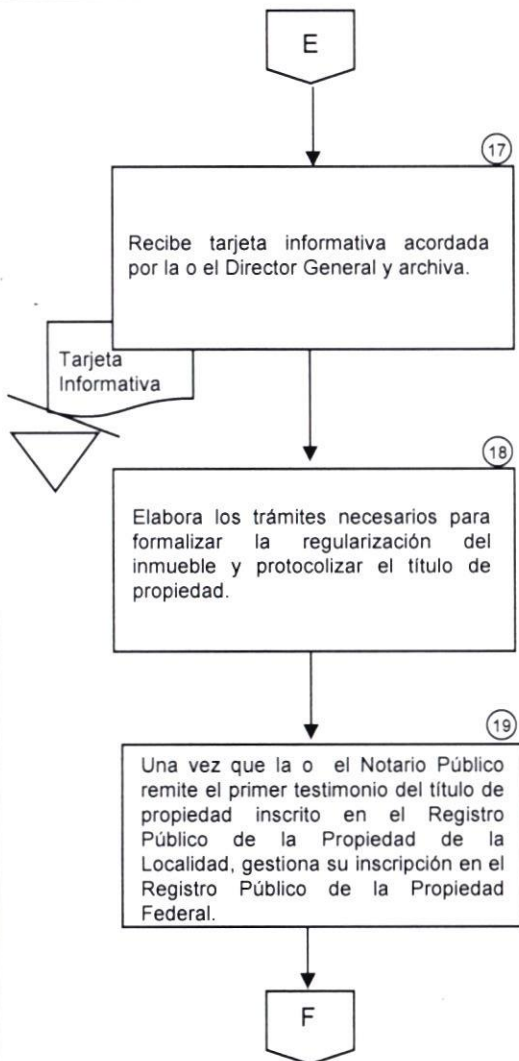 E
17
Recibe tarjeta informativa acordada
por la o el Director General y archiva.
Tarjeta
Informativa
18
Elabora los trámites necesarios para
formalizar la regularización del
inmueble y protocolizar el título de
propiedad.
19
Una vez que la o el Notario Público
remite el primer testimonio del título de
propiedad inscrito en el Registro
Público de la Propiedad de la
Localidad, gestiona su inscripción en el
Registro Público de la Propiedad
Federal.
F